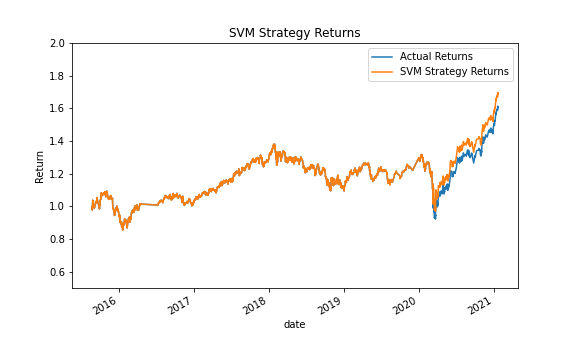 SVM Strategy Returns
Actual Returns
SVM Strategy Returns
Return
2.0
1.8
1.6
1.4
1.2
1.0
0.8
0.6
2016
2017
2018
2019
2020
2021
date